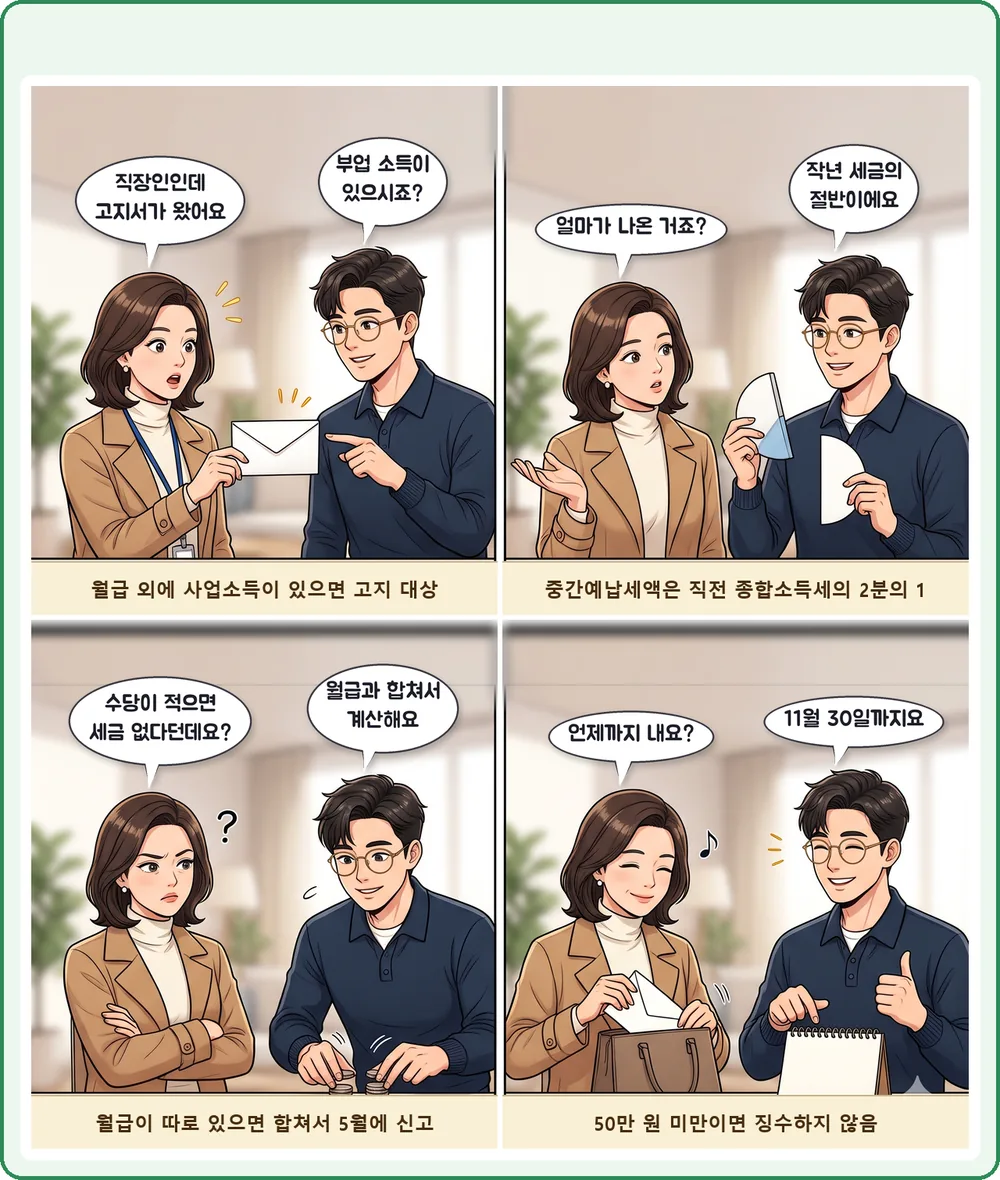 직장인인데
고지서가 왔어요
부업 소득이
있으시죠?
월급 외에 사업소득이 있으면 고지 대상
얼마가 나온 거죠?
작년 세금의
절반이에요
중간예납세액은 직전 종합소득세의 2분의 1
수당이 적으면
세금 없다던데요?
월급과 합쳐서
계산해요
?
월급이 따로 있으면 합쳐서 5월에 신고
언제까지 내요?
11월 30일까지요
50만 원 미만이면 징수하지 않음